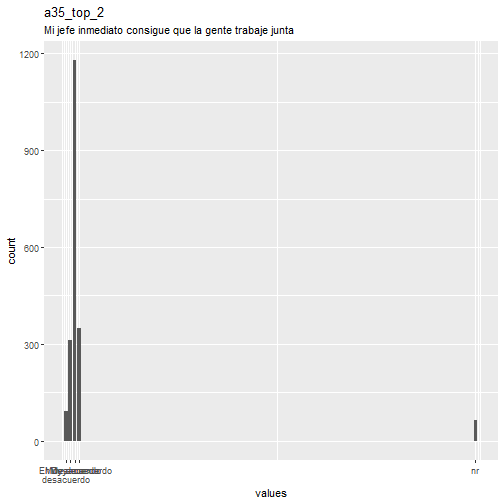 a35_top_2
Mi jefe inmediato consigue que la gente trabaje junta
1200
900
600
300
0
count
desacuerdo
nr
values